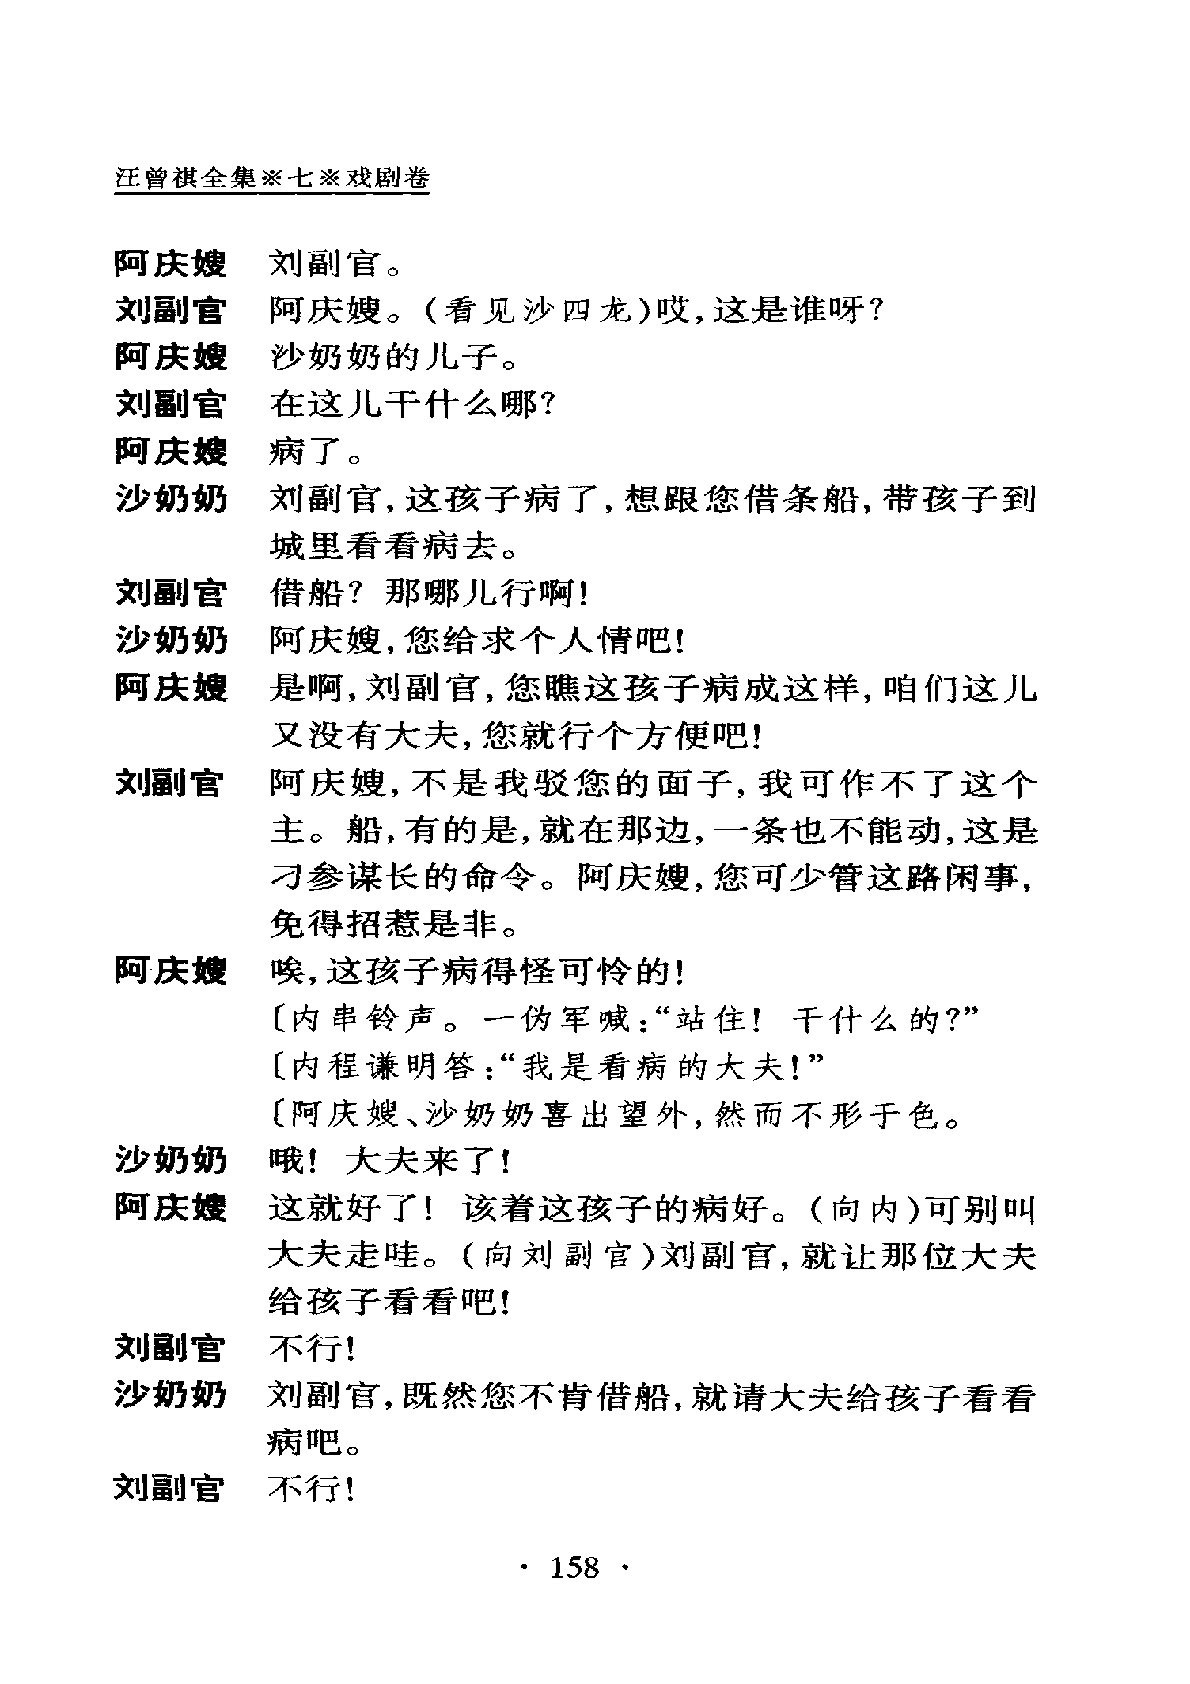 汪曾祺全集※七※戏剧卷
阿庆嫂 刘副官。
刘副官 阿庆嫂。(看见沙四龙)哎,这是谁呀?
阿庆嫂 沙奶奶的儿子。
刘副官 在这儿干什么哪?
阿庆嫂 病了。
沙奶奶 刘副官,这孩子病了,想跟您借条船,带孩子到
城里看看病去。
刘副官 借船? 那哪儿行啊!
沙奶奶 阿庆嫂,您给求个人情吧!
阿庆嫂 是啊,刘副官,您瞧这孩子病成这样,咱们这儿
又没有大夫,您就行个方便吧!
刘副官 阿庆嫂,不是我驳您的面子,我可作不了这个
主。船,有的是,就在那边,一条也不能动,这是
刁参谋长的命令。阿庆嫂,您可少管这路闲事,
免得招惹是非。
阿庆嫂 唉,这孩子病得怪可怜的!
〔内串铃声。一伪军喊:“站住! 干什么的?”
〔内程谦明答:“我是看病的大夫!”
〔阿庆嫂、沙奶奶喜出望外,然而不形于色。
沙奶奶 哦! 大夫来了!
阿庆嫂 这就好了! 该着这孩子的病好。(向内)可别叫
大夫走哇。(向刘副官)刘副官,就让那位大夫
给孩子看看吧!
刘副官 不行!
沙奶奶 刘副官,既然您不肯借船,就请大夫给孩子看看
病吧。
刘副官 不行!
· 158 ·